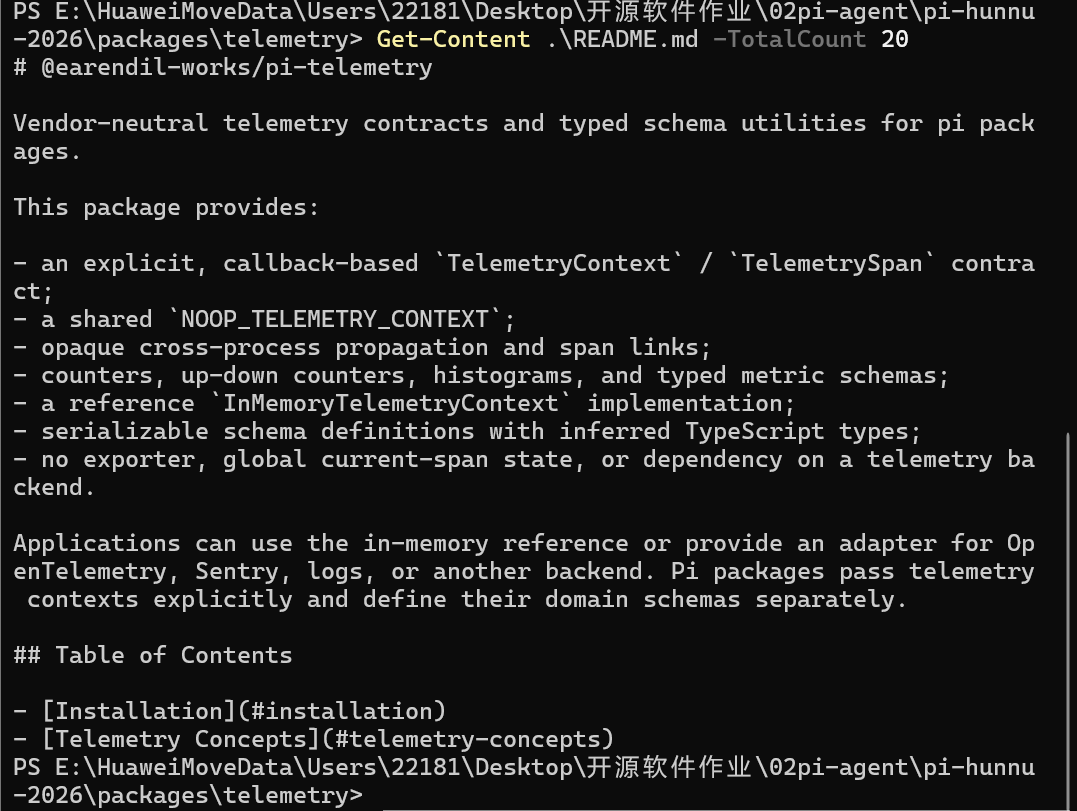 PS E:\HuaweiMoveData\Users\22181\Desktop\开源软件作业\02pi-agent\pi-hunnu
-2026\packages\telemetry> Get-Content .\README.md -TotalCount 20
# @earendil-works/pi-telemetry

Vendor-neutral telemetry contracts and typed schema utilities for pi pack
ages.

This package provides:

- an explicit, callback-based `TelemetryContext` / `TelemetrySpan` contra
ct;
- a shared `NOOP_TELEMETRY_CONTEXT`;
- opaque cross-process propagation and span links;
- counters, up-down counters, histograms, and typed metric schemas;
- a reference `InMemoryTelemetryContext` implementation;
- serializable schema definitions with inferred TypeScript types;
- no exporter, global current-span state, or dependency on a telemetry ba
ckend.

Applications can use the in-memory reference or provide an adapter for Op
enTelemetry, Sentry, logs, or another backend. Pi packages pass telemetry
 contexts explicitly and define their domain schemas separately.

## Table of Contents

- [Installation](#installation)
- [Telemetry Concepts](#telemetry-concepts)
PS E:\HuaweiMoveData\Users\22181\Desktop\开源软件作业\02pi-agent\pi-hunnu
-2026\packages\telemetry>